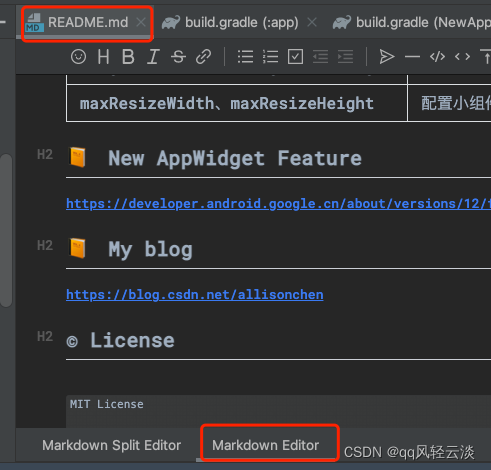 README.md build.gradle (:app) build.gradle (NewApp
H B I S
maxResizeWidth、maxResizeHeight 配置小组件
H2 📙 New AppWidget Feature
https://developer.android.google.cn/about/versions/12/f
H2 📙 My blog
https://blog.csdn.net/allisonchen
H2 © License
MIT License
Markdown Split Editor Markdown Editor
CSDN @qq风轻云淡